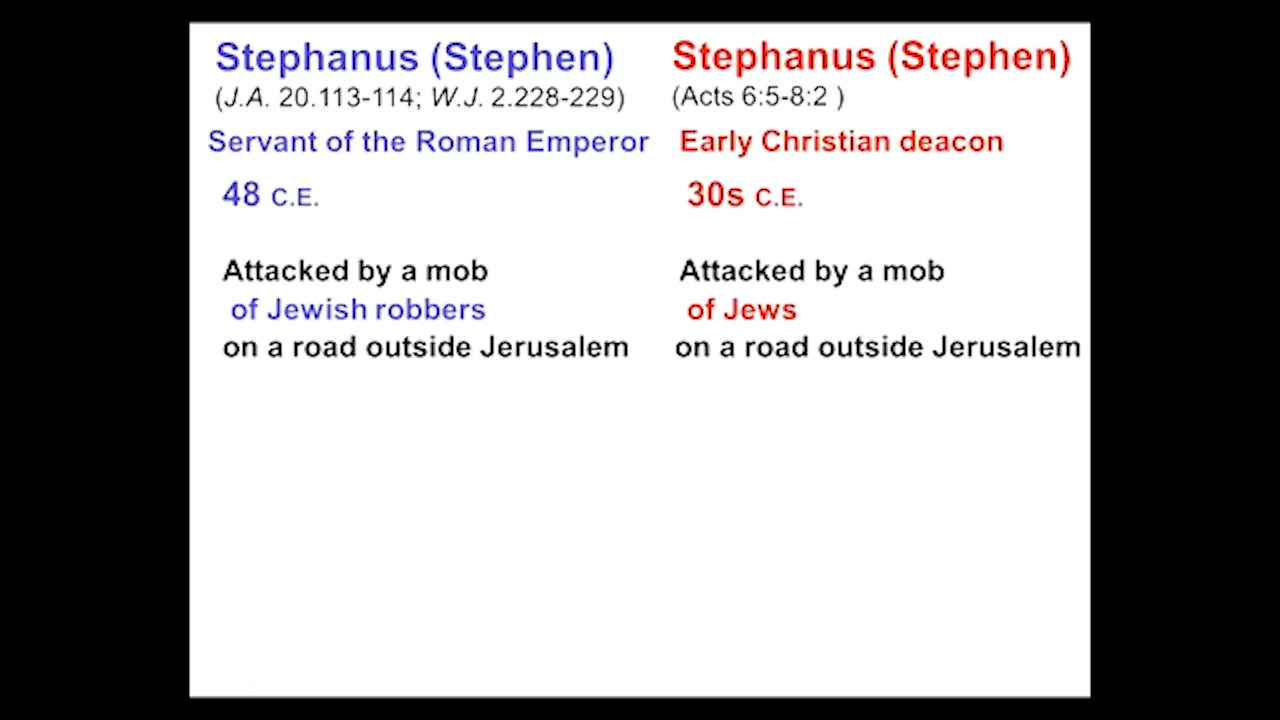 Stephanus (Stephen)
(J.A. 20.113-114; W.J. 2.228-229)
Servant of the Roman Emperor
48 C.E.
Attacked by a mob
of Jewish robbers
on a road outside Jerusalem
Stephanus (Stephen)
(Acts 6:5-8:2 )
Early Christian deacon
30s C.E.
Attacked by a mob
of Jews
on a road outside Jerusalem